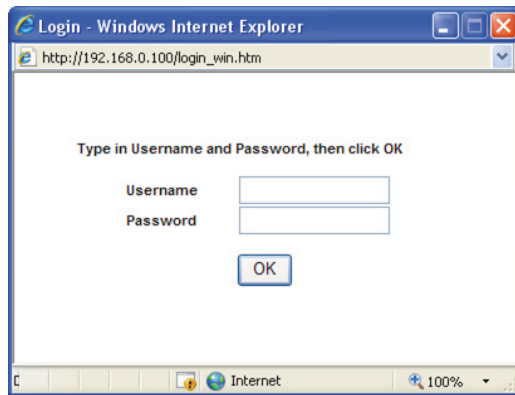 Login - Windows Internet Explorer
http://192.168.0.100/login_win.htm
Type in Username and Password, then click OK
Username
Password
OK
Internet
100%